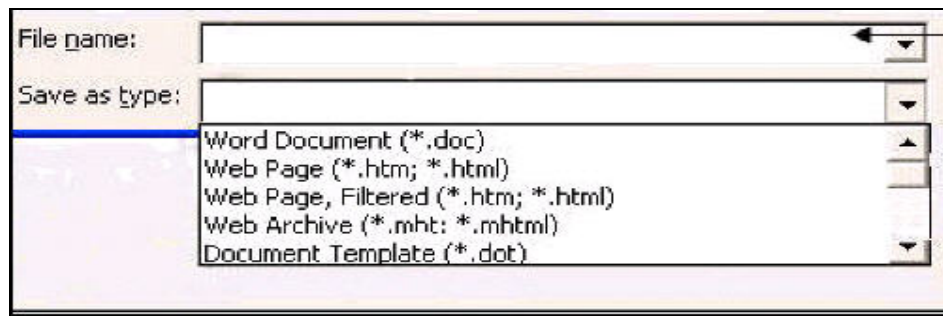 File name:
Save as type:
Word Document (*.doc)
Web Page (*.htm; *.html)
Web Page, Filtered (*.htm; *.html)
Web Archive (*.mht: *.mhtml)
Document Template (*.dot)